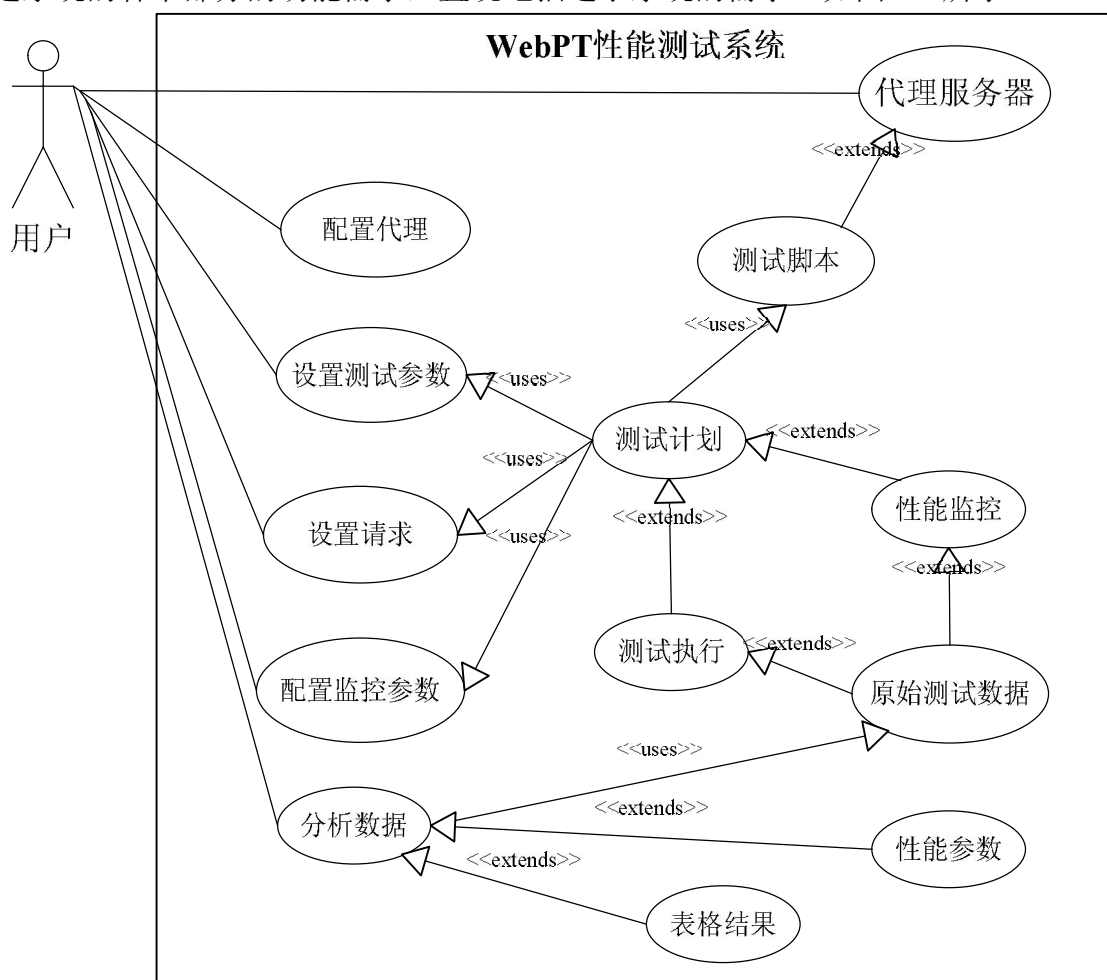 WebPT性能测试系统
代理服务器
<<extends>>
配置代理
用户
测试脚本
<<uses>>
设置测试参数
<<uses>>
测试计划
<<extends>>
<<uses>>
性能监控
<<extends>>
设置请求
<<uses>>
<<extends>>
测试执行
<<extends>>
配置监控参数
原始测试数据
<<uses>>
<<extends>>
分析数据
性能参数
<<extends>>
表格结果